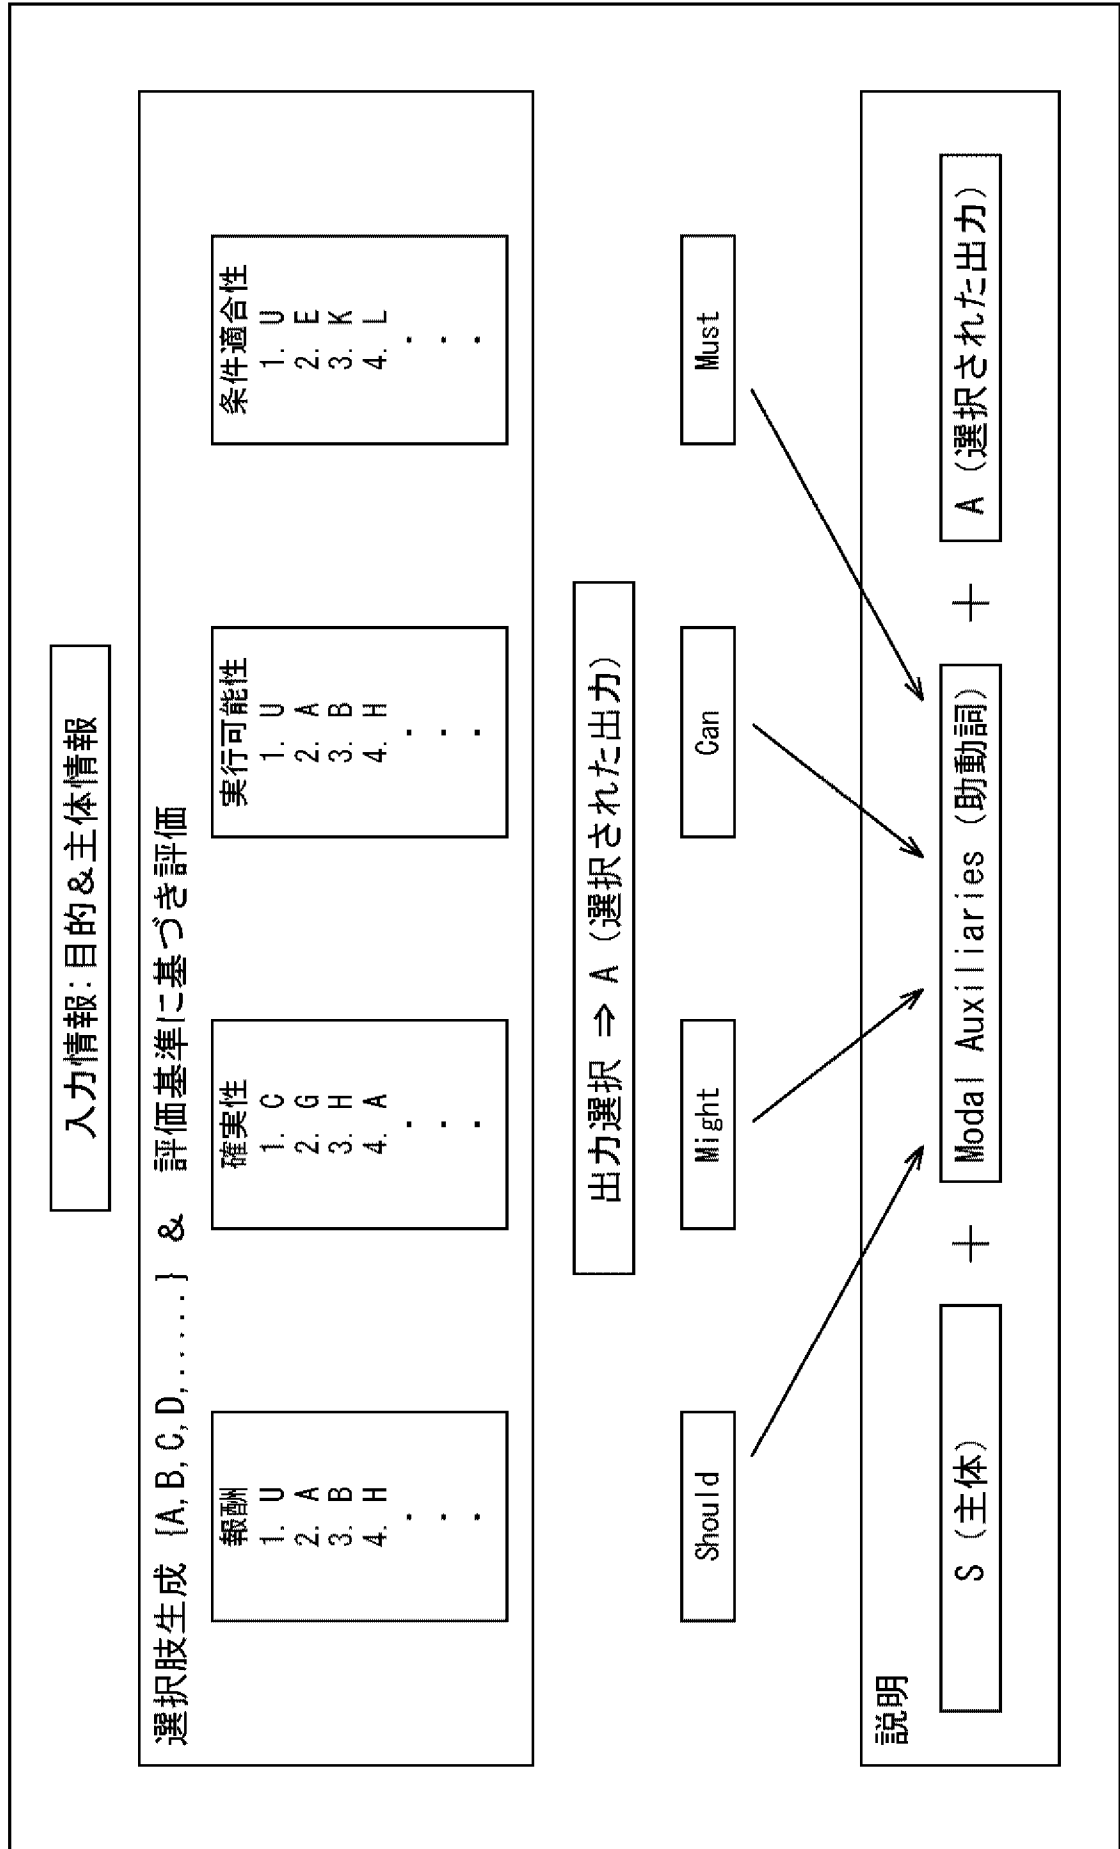 入力情報:目的&主体情報
選択肢生成 {A,B,C,D,.....} & 評価基準に基づき評価
報酬
1. U
2. A
3. B
4. H
・
・
・
確実性
1. C
2. G
3. H
4. A
・
・
・
実行可能性
1. U
2. A
3. B
4. H
・
・
・
条件適合性
1. U
2. E
3. K
4. L
・
・
・
出力選択 ⇒ A (選択された出力)
Should
Might
Can
Must
説明
S (主体)
+
Modal Auxiliaries (助動詞)
+
A (選択された出力)